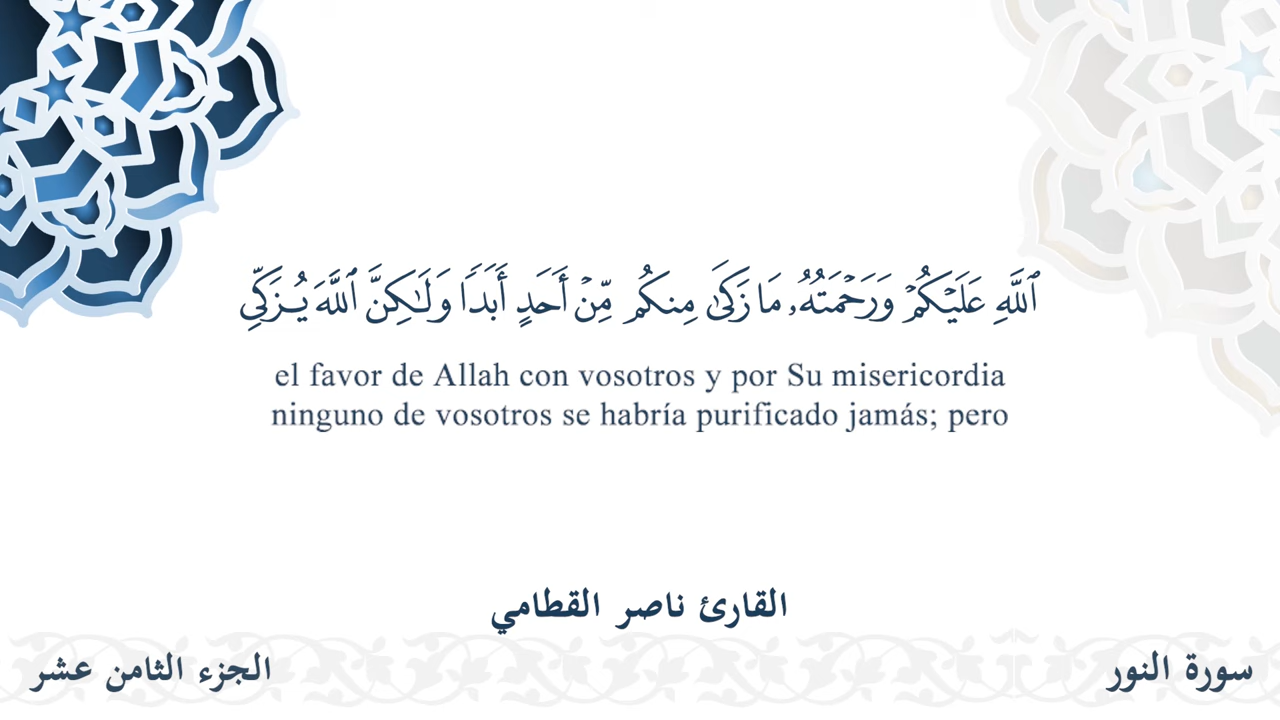 ٱللَّهِ عَلَيْكُمْ وَرَحْمَتُهُۥ مَا زَكَىٰ مِنكُم مِّنْ أَحَدٍ أَبَدًا وَلَـٰكِنَّ ٱللَّهَ يُزَكِّي
el favor de Allah con vosotros y por Su misericordia
ninguno de vosotros se habría purificado jamás; pero
القارئ ناصر القطامي
سورة النور
الجزء الثامن عشر